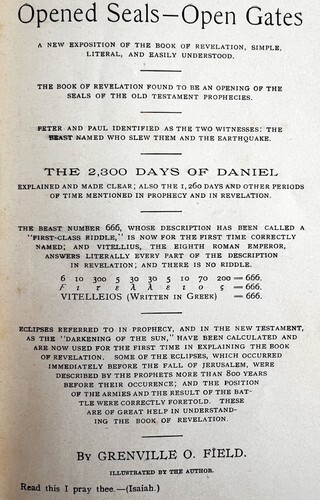 Opened Seals—Open Gates
A NEW EXPOSITION OF THE BOOK OF REVELATION, SIMPLE,
LITERAL, AND EASILY UNDERSTOOD.
THE BOOK OF REVELATION FOUND TO BE AN OPENING OF THE
SEALS OF THE OLD TESTAMENT PROPHECIES.
PETER AND PAUL IDENTIFIED AS THE TWO WITNESSES: THE
BEAST NAMED WHO SLEW THEM AND THE EARTHQUAKE.
THE 2,300 DAYS OF DANIEL
EXPLAINED AND MADE CLEAR; ALSO THE 1,260 DAYS AND OTHER PERIODS
OF TIME MENTIONED IN PROPHECY AND IN REVELATION.
THE BEAST NUMBER 666, WHOSE DESCRIPTION HAS BEEN CALLED A
"FIRST-CLASS RIDDLE," IS NOW FOR THE FIRST TIME CORRECTLY
NAMED; AND VITELLIUS, THE EIGHTH ROMAN EMPEROR,
ANSWERS LITERALLY EVERY PART OF THE DESCRIPTION
IN REVELATION; AND THERE IS NO RIDDLE.
6 10 300 5 30 30 5 10 70 200 = 666.
= 666.
VITELLEIOS (WRITTEN IN GREEK) = 666.
ECLIPSES REFERRED TO IN PROPHECY, AND IN THE NEW TESTAMENT,
AS THE "DARKENING OF THE SUN," HAVE BEEN CALCULATED AND
ARE NOW USED FOR THE FIRST TIME IN EXPLAINING THE BOOK
OF REVELATION. SOME OF THE ECLIPSES, WHICH OCCURRED
IMMEDIATELY BEFORE THE FALL OF JERUSALEM, WERE
DESCRIBED BY THE PROPHETS MORE THAN 800 YEARS
BEFORE THEIR OCCURENCE; AND THE POSITION
OF THE ARMIES AND THE RESULT OF THE BAT-
TLE WERE CORRECTLY FORETOLD. THESE
ARE OF GREAT HELP IN UNDERSTAND-
ING THE BOOK OF REVELATION.
BY GRENVILLE O. FIELD.
ILLUSTRATED BY THE AUTHOR.
Read this I pray thee.—(Isaiah.)